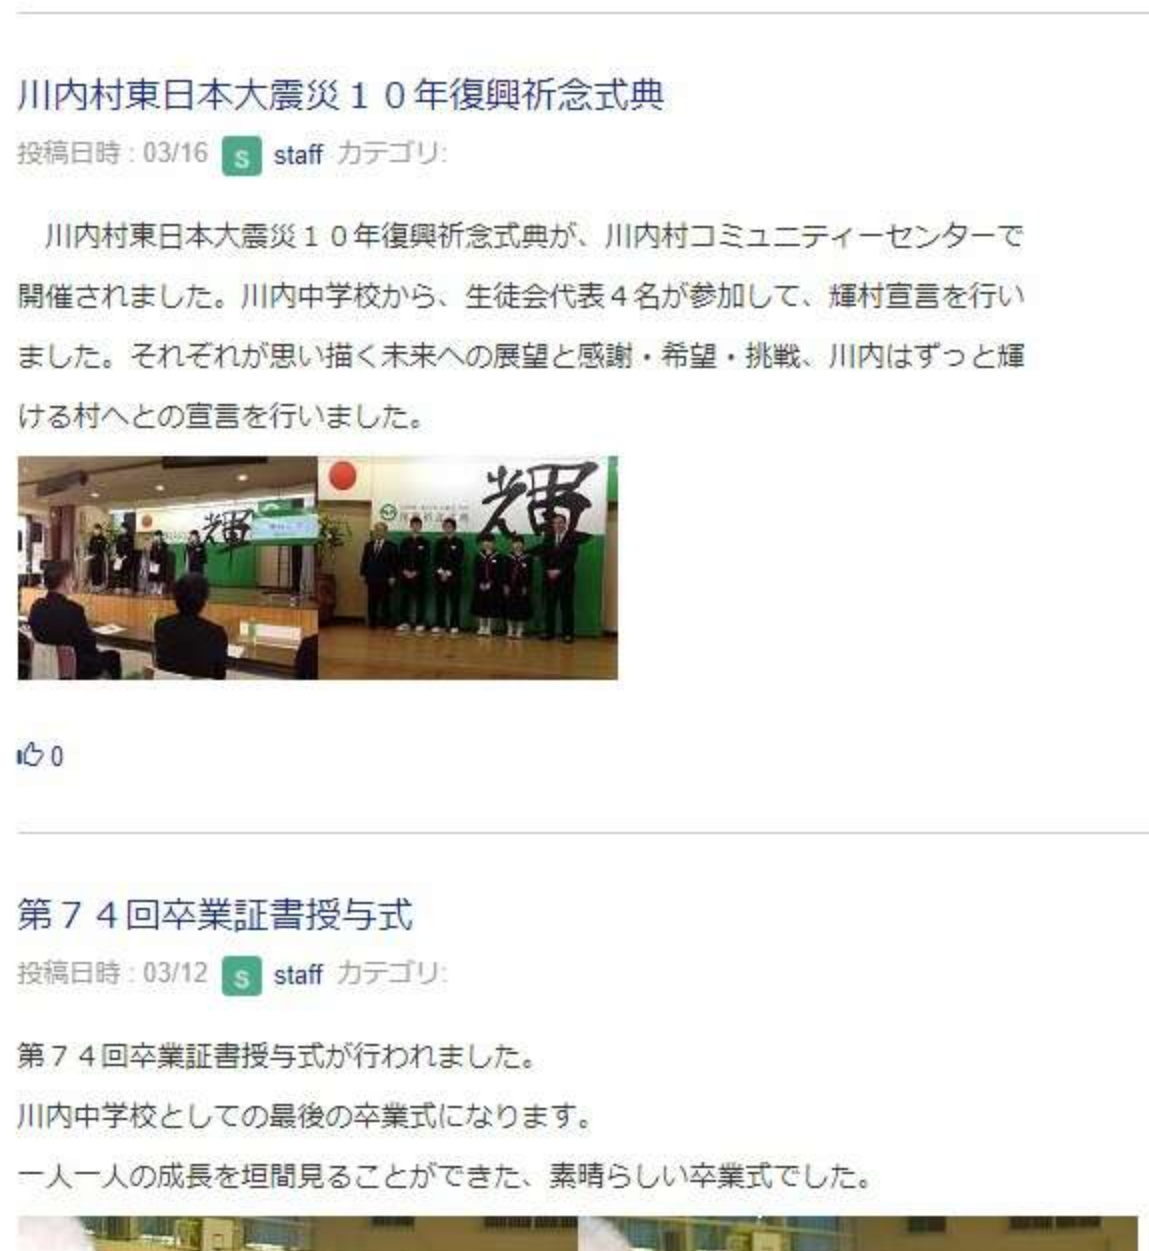 川内村東日本大震災１０年復興祈念式典
投稿日時 : 03/16 s staff カテゴリ:
川内村東日本大震災１０年復興祈念式典が、川内村コミュニティーセンターで
開催されました。川内中学校から、生徒会代表４名が参加して、輝村宣言を行い
ました。それぞれが思い描く未来への展望と感謝・希望・挑戦、川内はずっと輝
ける村へとの宣言を行いました。
輝
輝
0
第７４回卒業証書授与式
投稿日時 : 03/12 s staff カテゴリ:
第７４回卒業証書授与式が行われました。
川内中学校としての最後の卒業式になります。
一人一人の成長を垣間見ることができた、素晴らしい卒業式でした。